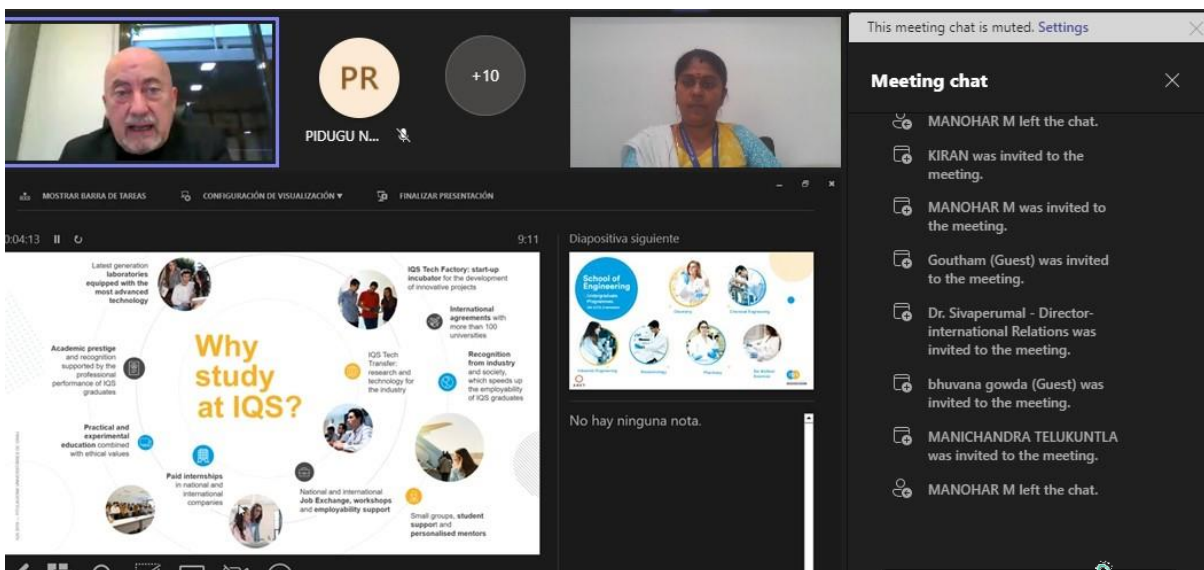 This meeting chat is muted. Settings
Meeting chat
MANOHAR M left the chat.
KIRAN was invited to the
meeting.
MANOHAR M was invited to
the meeting.
Goutham (Guest) was invited
to the meeting.
Dr. Sivaperumal - Director-
international Relations was
invited to the meeting.
bhuvana gowda (Guest) was
invited to the meeting.
MANICHANDRA TELUKUNTLA
was invited to the meeting.
MANOHAR M left the chat.
PR
PIDUGU N...
+10
MOSTRAR BARRA DE TAREAS
CONFIGURACIÓN DE VISUALIZACIÓN
FINALIZAR PRESENTACIÓN
0:04:13
9:11
Diapositiva siguiente
Latest generation
laboratories
equipped with the
most advanced
technology
IQS Tech Factory: start-up
incubator for the development
of innovative projects
International
agreements with
more than 100
universities
Academic prestige
and recognition
supported by the
professional
performance of IQS
graduates
Why
study
at IQS?
IQS Tech
Transfer:
research and
technology for
the industry
Recognition
from industry
and society,
which speeds up
the employability
of IQS graduates
Practical and
experimental
education combined
with ethical values
Paid internships
in national and
international
companies
National and international
Job Exchange, workshops
and employability support
Small groups, student
support and
personalised mentors
School of
Engineering
Undergraduate
Programmes
Chemistry
Chemical Engineering
Industrial Engineering
Biotechnology
Pharmacy
No hay ninguna nota.